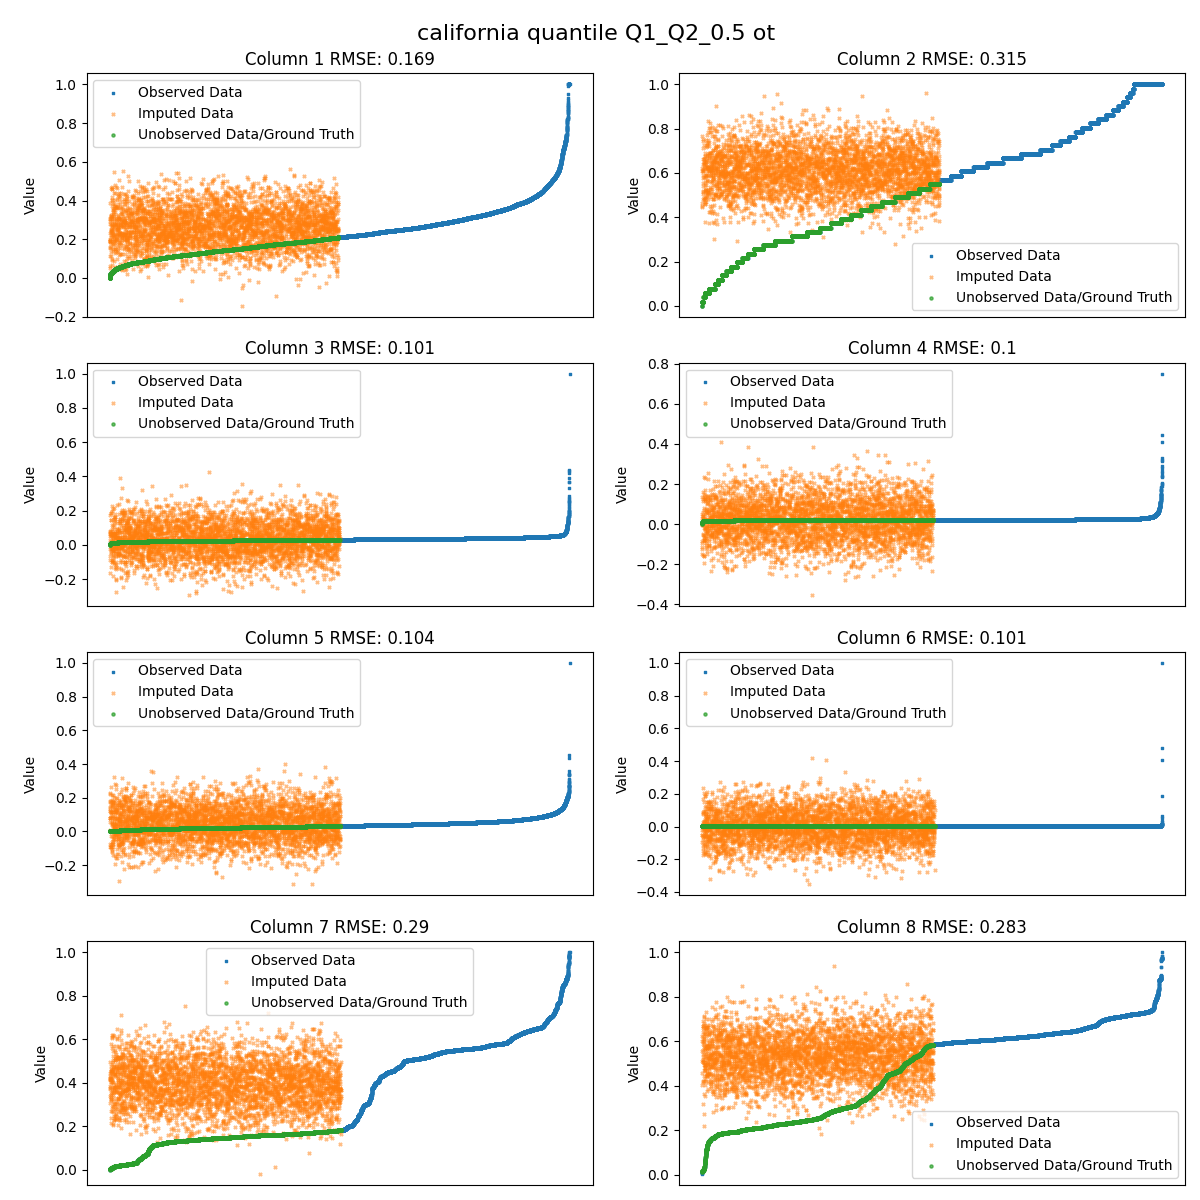 california quantile Q1_Q2_0.5 ot
Column 1 RMSE: 0.169
Value
1.0
0.8
0.6
0.4
0.2
0.0
−0.2
Observed Data
Imputed Data
Unobserved Data/Ground Truth
Column 2 RMSE: 0.315
Value
1.0
0.8
0.6
0.4
0.2
0.0
Observed Data
Imputed Data
Unobserved Data/Ground Truth
Column 3 RMSE: 0.101
Value
1.0
0.8
0.6
0.4
0.2
0.0
−0.2
Observed Data
Imputed Data
Unobserved Data/Ground Truth
Column 4 RMSE: 0.1
Value
0.8
0.6
0.4
0.2
0.0
−0.2
−0.4
Observed Data
Imputed Data
Unobserved Data/Ground Truth
Column 5 RMSE: 0.104
Value
1.0
0.8
0.6
0.4
0.2
0.0
−0.2
Observed Data
Imputed Data
Unobserved Data/Ground Truth
Column 6 RMSE: 0.101
Value
1.0
0.8
0.6
0.4
0.2
0.0
−0.2
−0.4
Observed Data
Imputed Data
Unobserved Data/Ground Truth
Column 7 RMSE: 0.29
Value
1.0
0.8
0.6
0.4
0.2
0.0
Observed Data
Imputed Data
Unobserved Data/Ground Truth
Column 8 RMSE: 0.283
Value
1.0
0.8
0.6
0.4
0.2
0.0
Observed Data
Imputed Data
Unobserved Data/Ground Truth